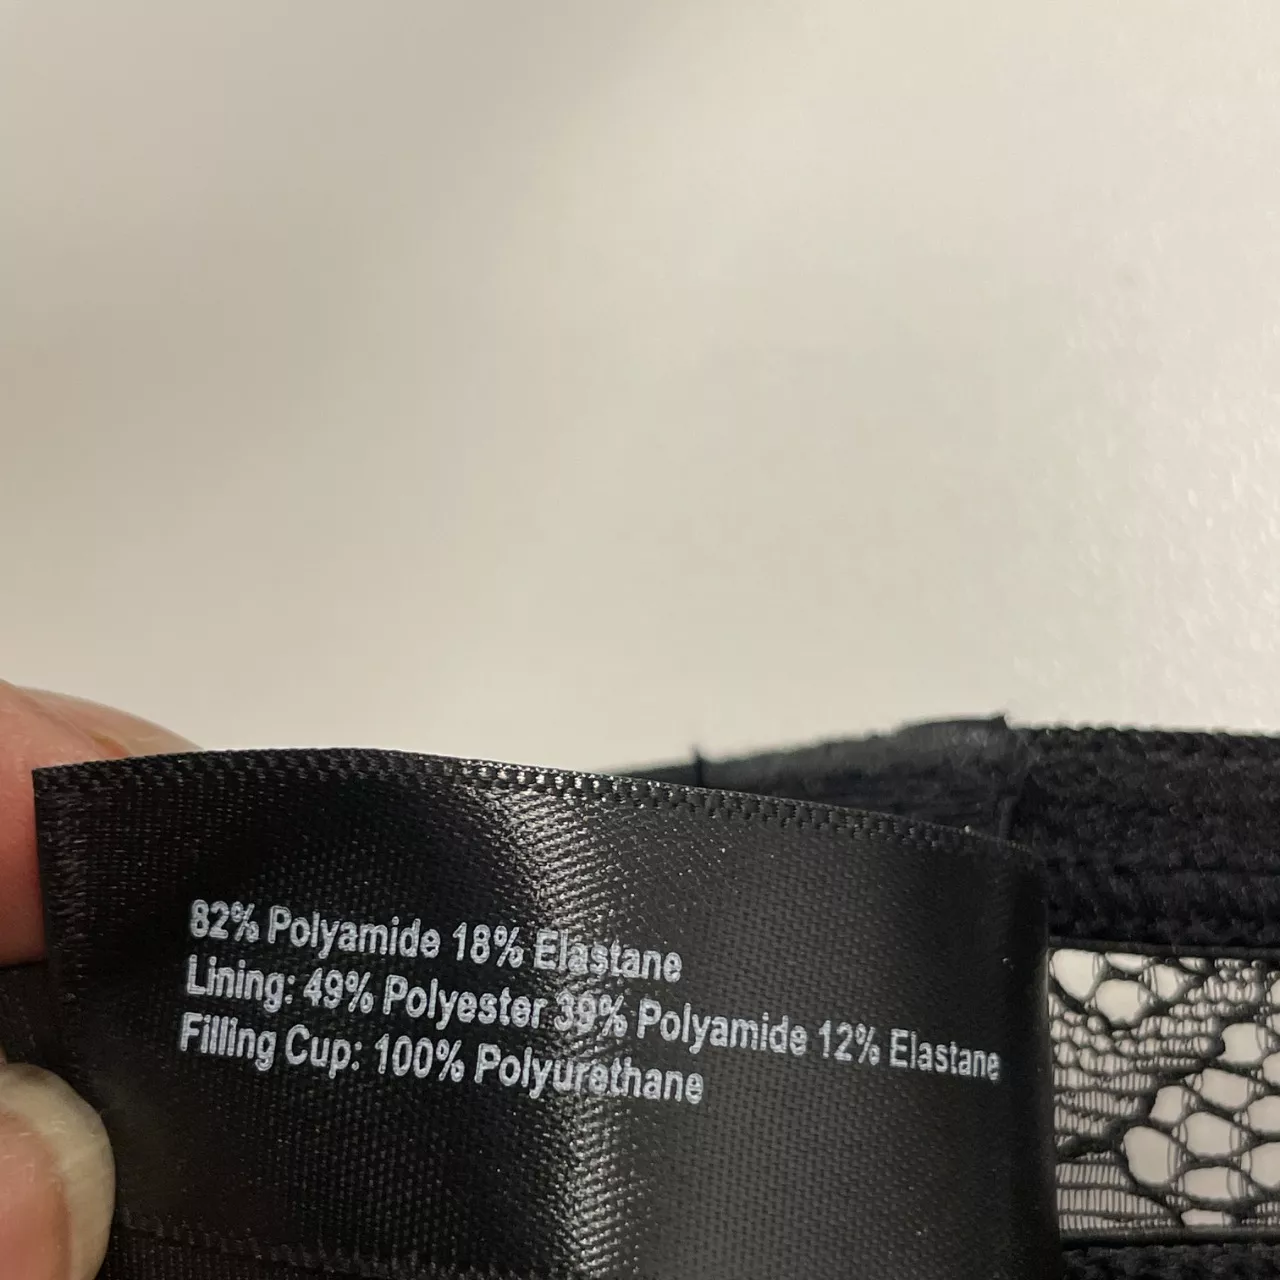 82% Polyamide 18% Elastane
Lining: 49% Polyester 39% Polyamide 12% Elastane
Filling Cup: 100% Polyurethane